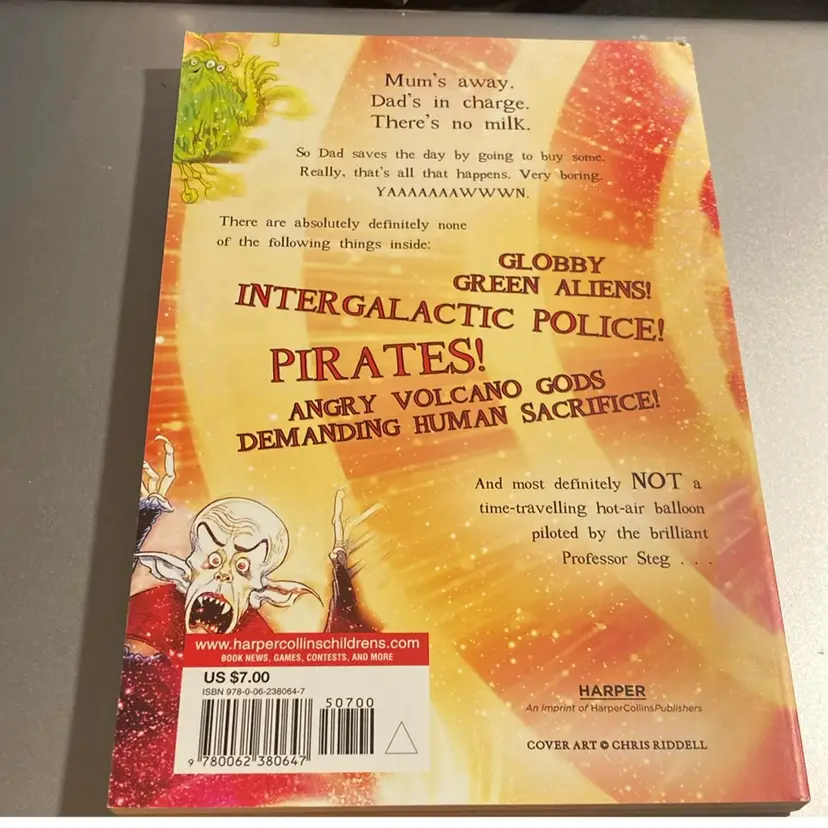 Mum's away.
Dad's in charge.
There's no milk.
So Dad saves the day by going to buy some.
Really, that's all that happens. Very boring.
YAAAAAAAWWWN.
There are absolutely definitely none
of the following things inside:
GLOBBY
GREEN ALIENS!
INTERGALACTIC POLICE!
PIRATES!
ANGRY VOLCANO GODS
DEMANDING HUMAN SACRIFICE!
And most definitely NOT a
time-travelling hot-air balloon
piloted by the brilliant
Professor Steg . . .
www.harpercollinschildrens.com
BOOK NEWS, GAMES, CONTESTS, AND MORE
US $7.00
ISBN 978-0-06-238064-7
50700
9 780062 380647
HARPER
An Imprint of HarperCollinsPublishers
COVER ART © CHRIS RIDDELL